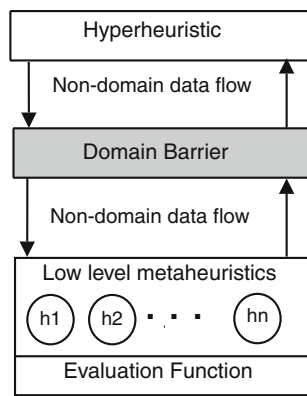 Hyperheuristic
Non-domain data flow
Domain Barrier
Non-domain data flow
Low level metaheuristics
h1 h2 . . . . hn
Evaluation Function